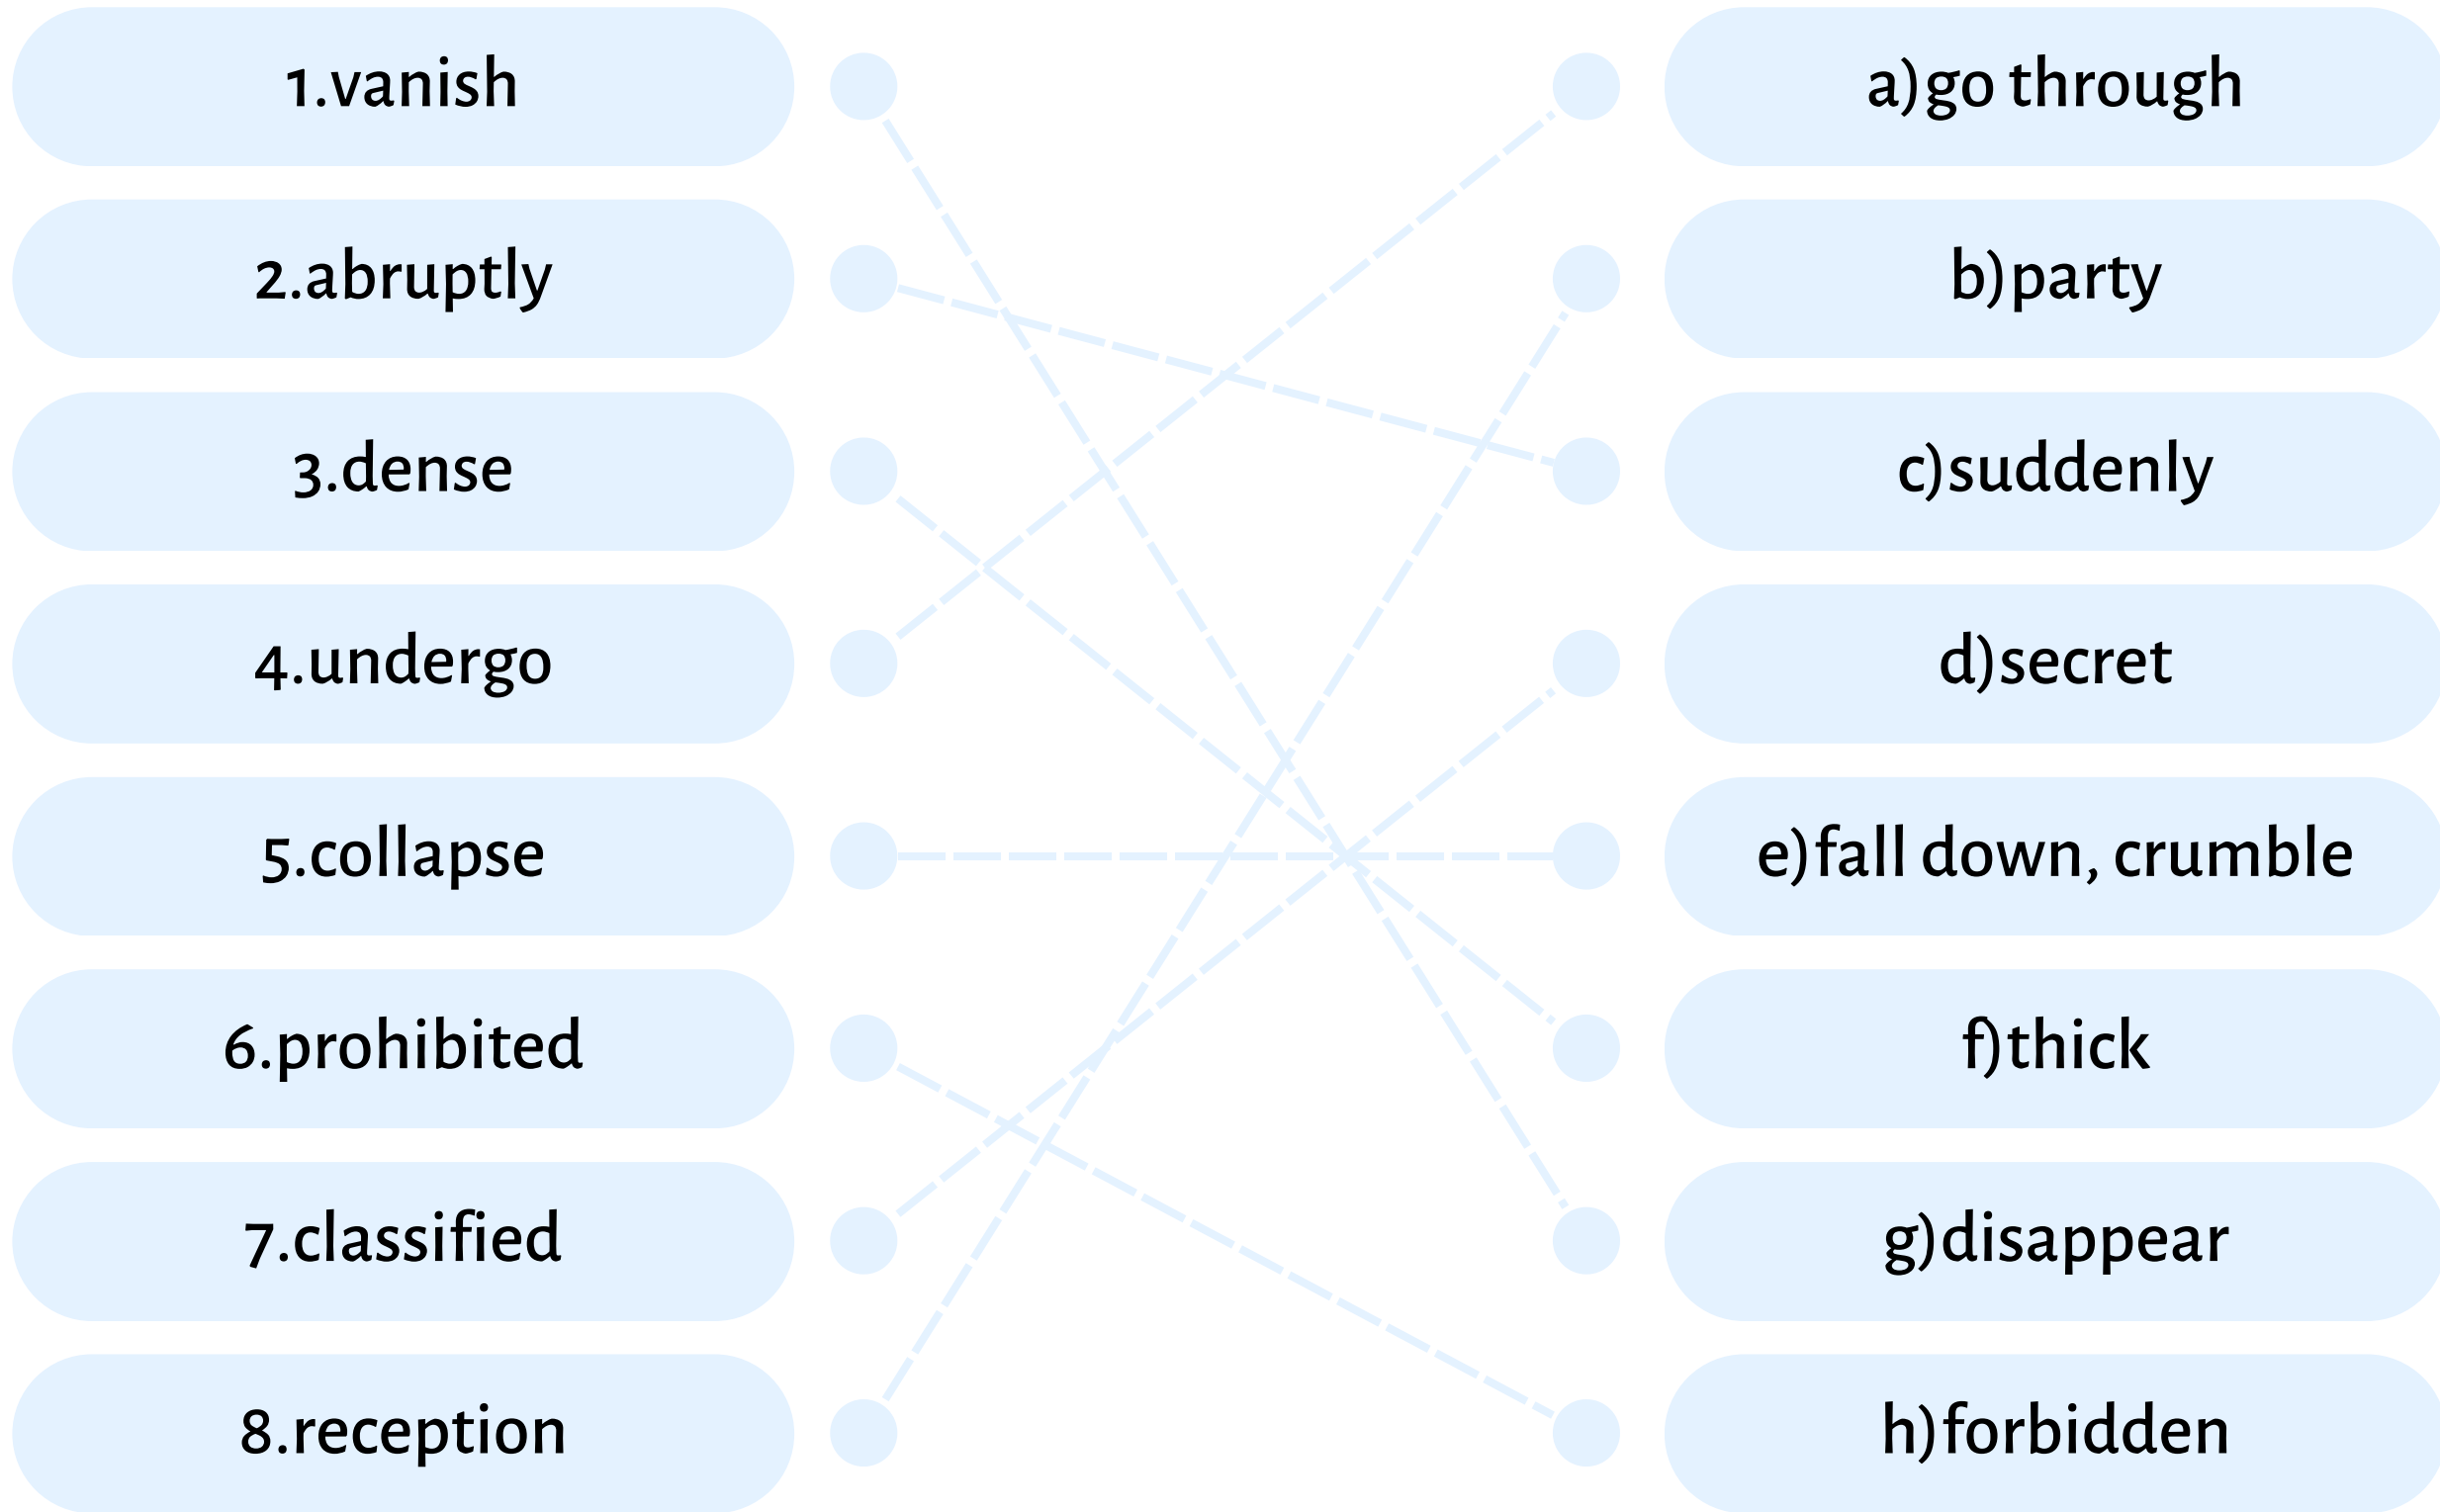 1.vanish
a)go through
2.abruptly
b)party
3.dense
c)suddenly
4.undergo
d)secret
5.collapse
e)fall down, crumble
6.prohibited
f)thick
7.classified
g)disappear
8.reception
h)forbidden